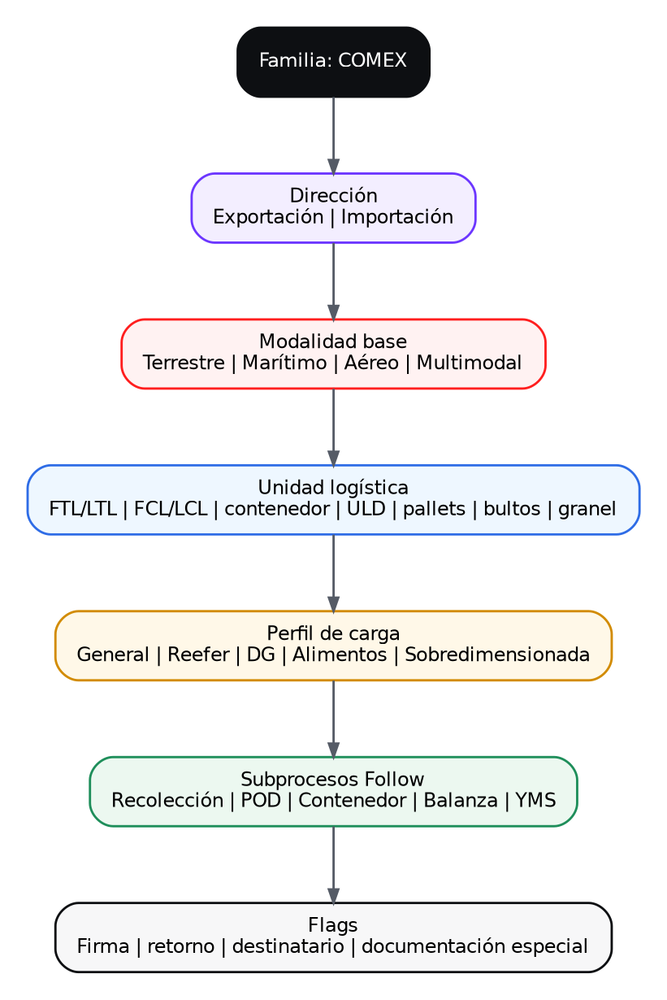 Familia: COMEX
Dirección
Exportación | Importación
Modalidad base
Terrestre | Marítimo | Aéreo | Multimodal
Unidad logística
FTL/LTL | FCL/LCL | contenedor | ULD | pallets | bultos | granel
Perfil de carga
General | Reefer | DG | Alimentos | Sobredimensionada
Subprocesos Follow
Recolección | POD | Contenedor | Balanza | YMS
Flags
Firma | retorno | destinatario | documentación especial